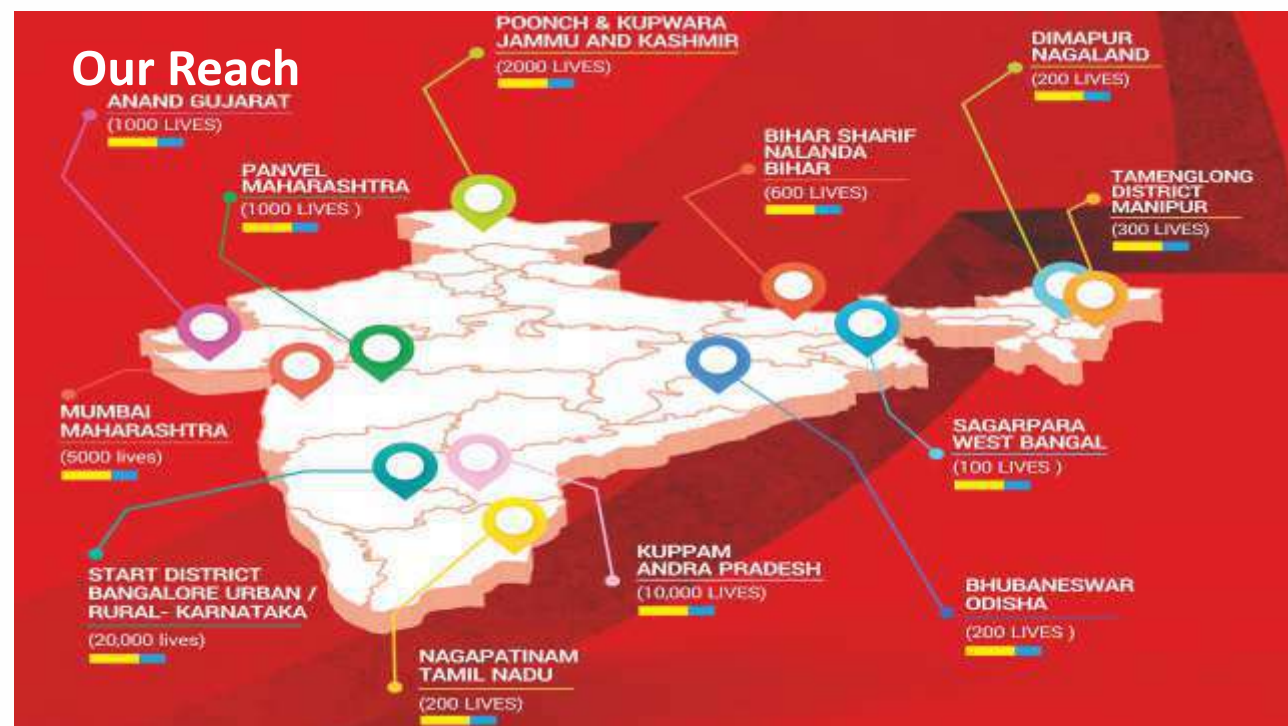 Our Reach
POONCH & KUPWARA
JAMMU AND KASHMIR
(2000 LIVES)
DIMAPUR
NAGALAND
(200 LIVES)
ANAND GUJARAT
(1000 LIVES)
PANVEL
MAHARASHTRA
(1000 LIVES )
BIHAR SHARIF
NALANDA
BIHAR
(600 LIVES)
TAMENGLONG
DISTRICT
MANIPUR
(300 LIVES)
MUMBAI
MAHARASHTRA
(5000 lives)
SAGARPARA
WEST BANGAL
(100 LIVES )
START DISTRICT
BANGALORE URBAN /
RURAL- KARNATAKA
(20,000 lives)
KUPPAM
ANDRA PRADESH
(10,000 LIVES)
BHUBANESWAR
ODISHA
(200 LIVES )
NAGAPATINAM
TAMIL NADU
(200 LIVES)